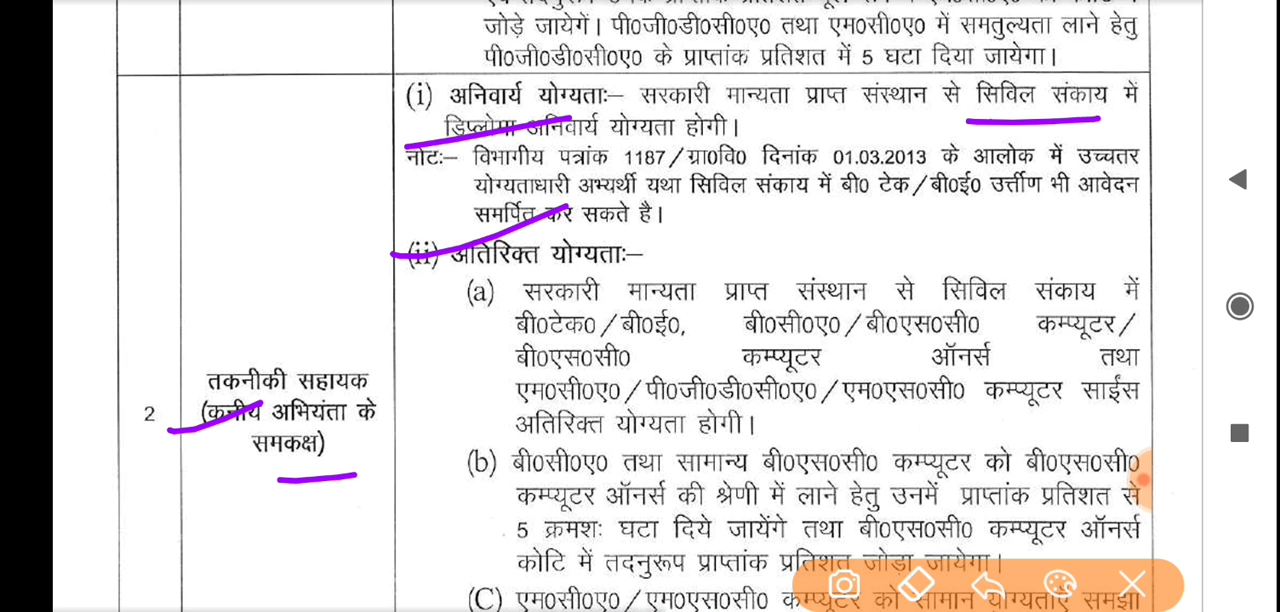 जोड़े जायेगें। पी0जी0डी0सी0ए0 तथा एम0सी0ए0 में समतुल्यता लाने हेतु
पी0जी0डी0सी0ए0 के प्राप्तांक प्रतिशत में 5 घटा दिया जायेगा।
2
तकनीकी सहायक
(कनीय अभियंता के
समकक्ष)
(i) अनिवार्य योग्यताः– सरकारी मान्यता प्राप्त संस्थान से सिविल संकाय में
डिप्लोमा अनिवार्य योग्यता होगी।
नोटः– विभागीय पत्रांक 1187/ग्रा0वि0 दिनांक 01.03.2013 के आलोक में उच्चतर
योग्यताधारी अभ्यर्थी यथा सिविल संकाय में बी0 टेक/बी0ई0 उर्त्तीण भी आवेदन
समर्पित कर सकते है।
(ii) अतिरिक्त योग्यताः–
(a) सरकारी मान्यता प्राप्त संस्थान से सिविल संकाय में
बी0टेक0/बी0ई0, बी0सी0ए0/बी0एस0सी0 कम्प्यूटर/
बी0एस0सी0 कम्प्यूटर ऑनर्स तथा
एम0सी0ए0/पी0जी0डी0सी0ए0/एम0एस0सी0 कम्प्यूटर साईंस
अतिरिक्त योग्यता होगी।
(b) बी0सी0ए0 तथा सामान्य बी0एस0सी0 कम्प्यूटर को बी0एस0सी0
कम्प्यूटर ऑनर्स की श्रेणी में लाने हेतु उनमें प्राप्तांक प्रतिशत से
5 क्रमशः घटा दिये जायेंगे तथा बी0एस0सी0 कम्प्यूटर ऑनर्स
कोटि में तदनुरूप प्राप्तांक प्रतिशत जोड़ा जायेगा।
(C) एम0सी0ए0/एम0एस0सी0 कम्प्यूटर को सामान योग्यताऐं समझा